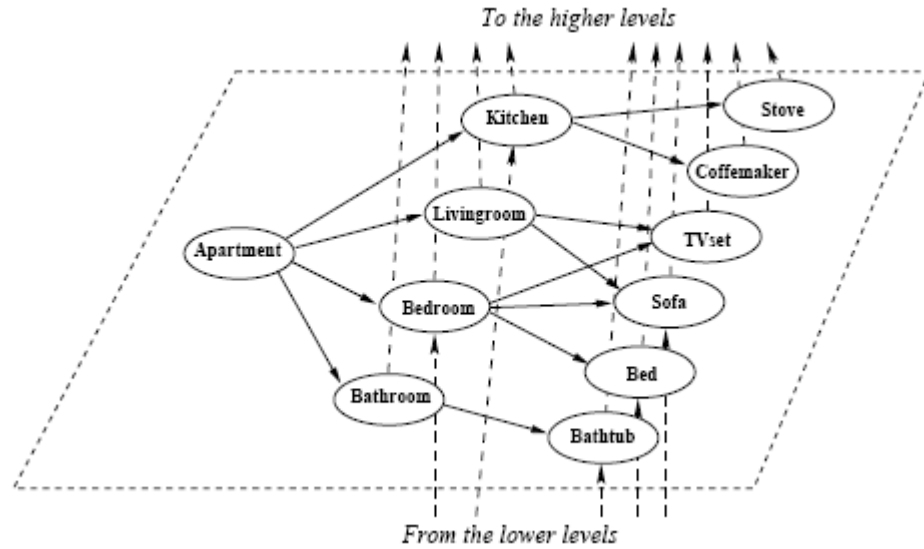 To the higher levels
Stove
Kitchen
Coffemaker
Livingroom
TVset
Apartment
Sofa
Bedroom
Bed
Bathroom
Bathtub
From the lower levels